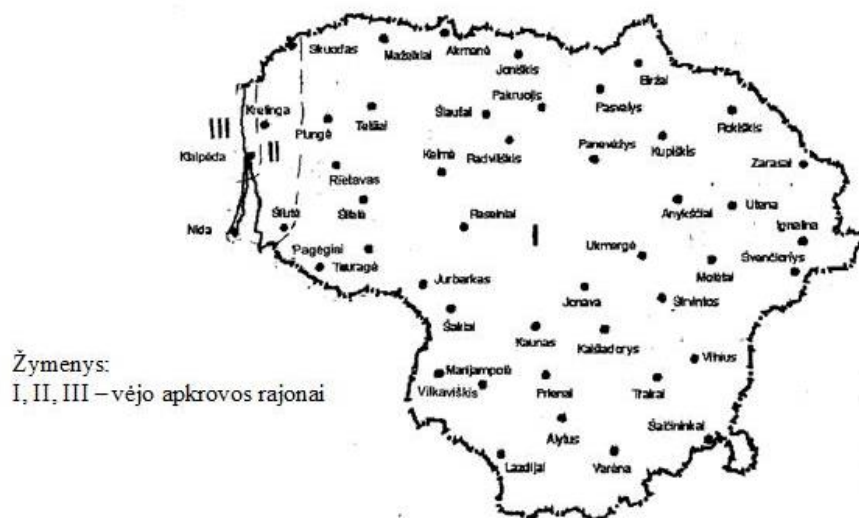 Skuodas
Mažeikiai
Akmenė
Joniškis
Biržai
Pakruojis
Pasvalys
Rokiškis
III
Kretinga
Plungė
Telšiai
Šiauliai
Radviliškis
Panevėžys
Kupiškis
Zarasai
Klaipėda
II
Rietavas
Kelmė
Nida
Šilutė
Šilalė
Raseiniai
I
Anykščiai
Utena
Ignalina
Pagėgiai
Tauragė
Ukmergė
Molėtai
Švenčionys
Jurbarkas
Jonava
Širvintos
Šakiai
Kaunas
Kaišiadorys
Vilnius
Žymenys:
I, II, III – vėjo apkrovos rajonai
Marijampolė
Vilkaviškis
Prienai
Trakai
Alytus
Šalčininkai
Lazdijai
Varėna